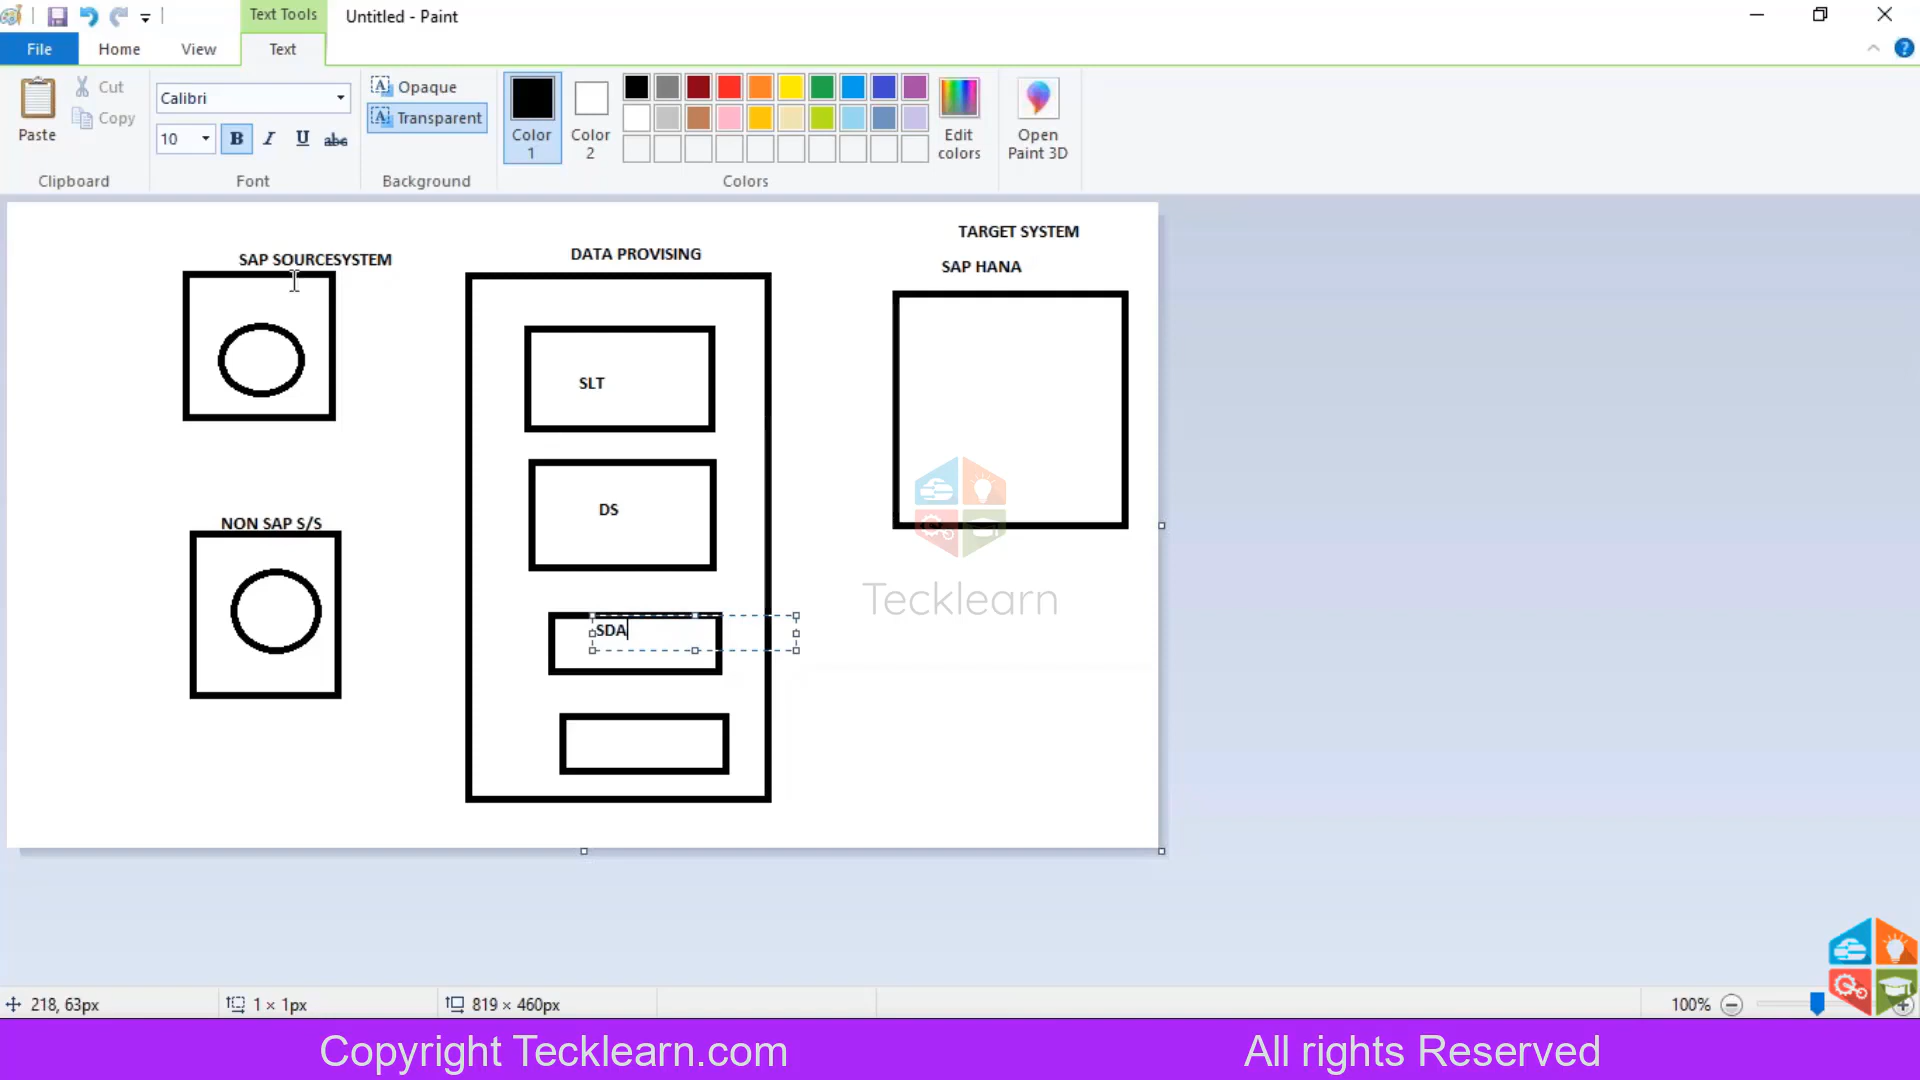 Text Tools
Untitled - Paint
File
Home
View
Text
Paste
Cut
Copy
Clipboard
Calibri
10
B
I
U
abc
Font
Opaque
Transparent
Background
Color
1
Color
2
Edit
colors
Colors
Open
Paint 3D
TARGET SYSTEM
SAP SOURCESYSTEM
DATA PROVISING
SAP HANA
SLT
DS
NON SAP S/S
Tecklearn
SDA
218, 63px
1 × 1px
819 × 460px
100%
Copyright Tecklearn.com
All rights Reserved